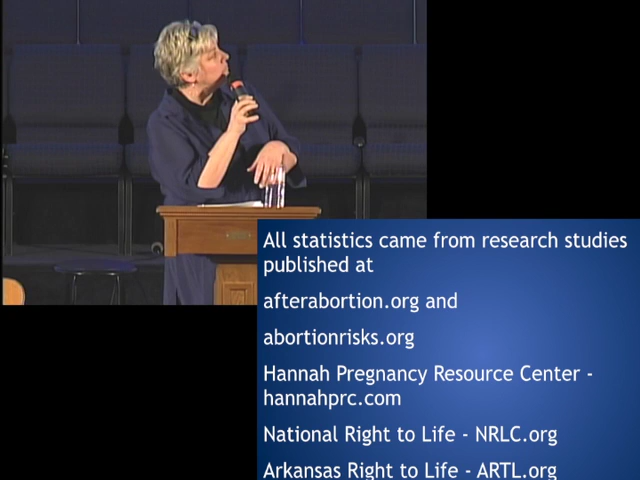 All statistics came from research studies
published at
afterabortion.org and
abortionrisks.org
Hannah Pregnancy Resource Center -
hannahprc.com
National Right to Life - NRLC.org
Arkansas Right to Life - ARTL.org